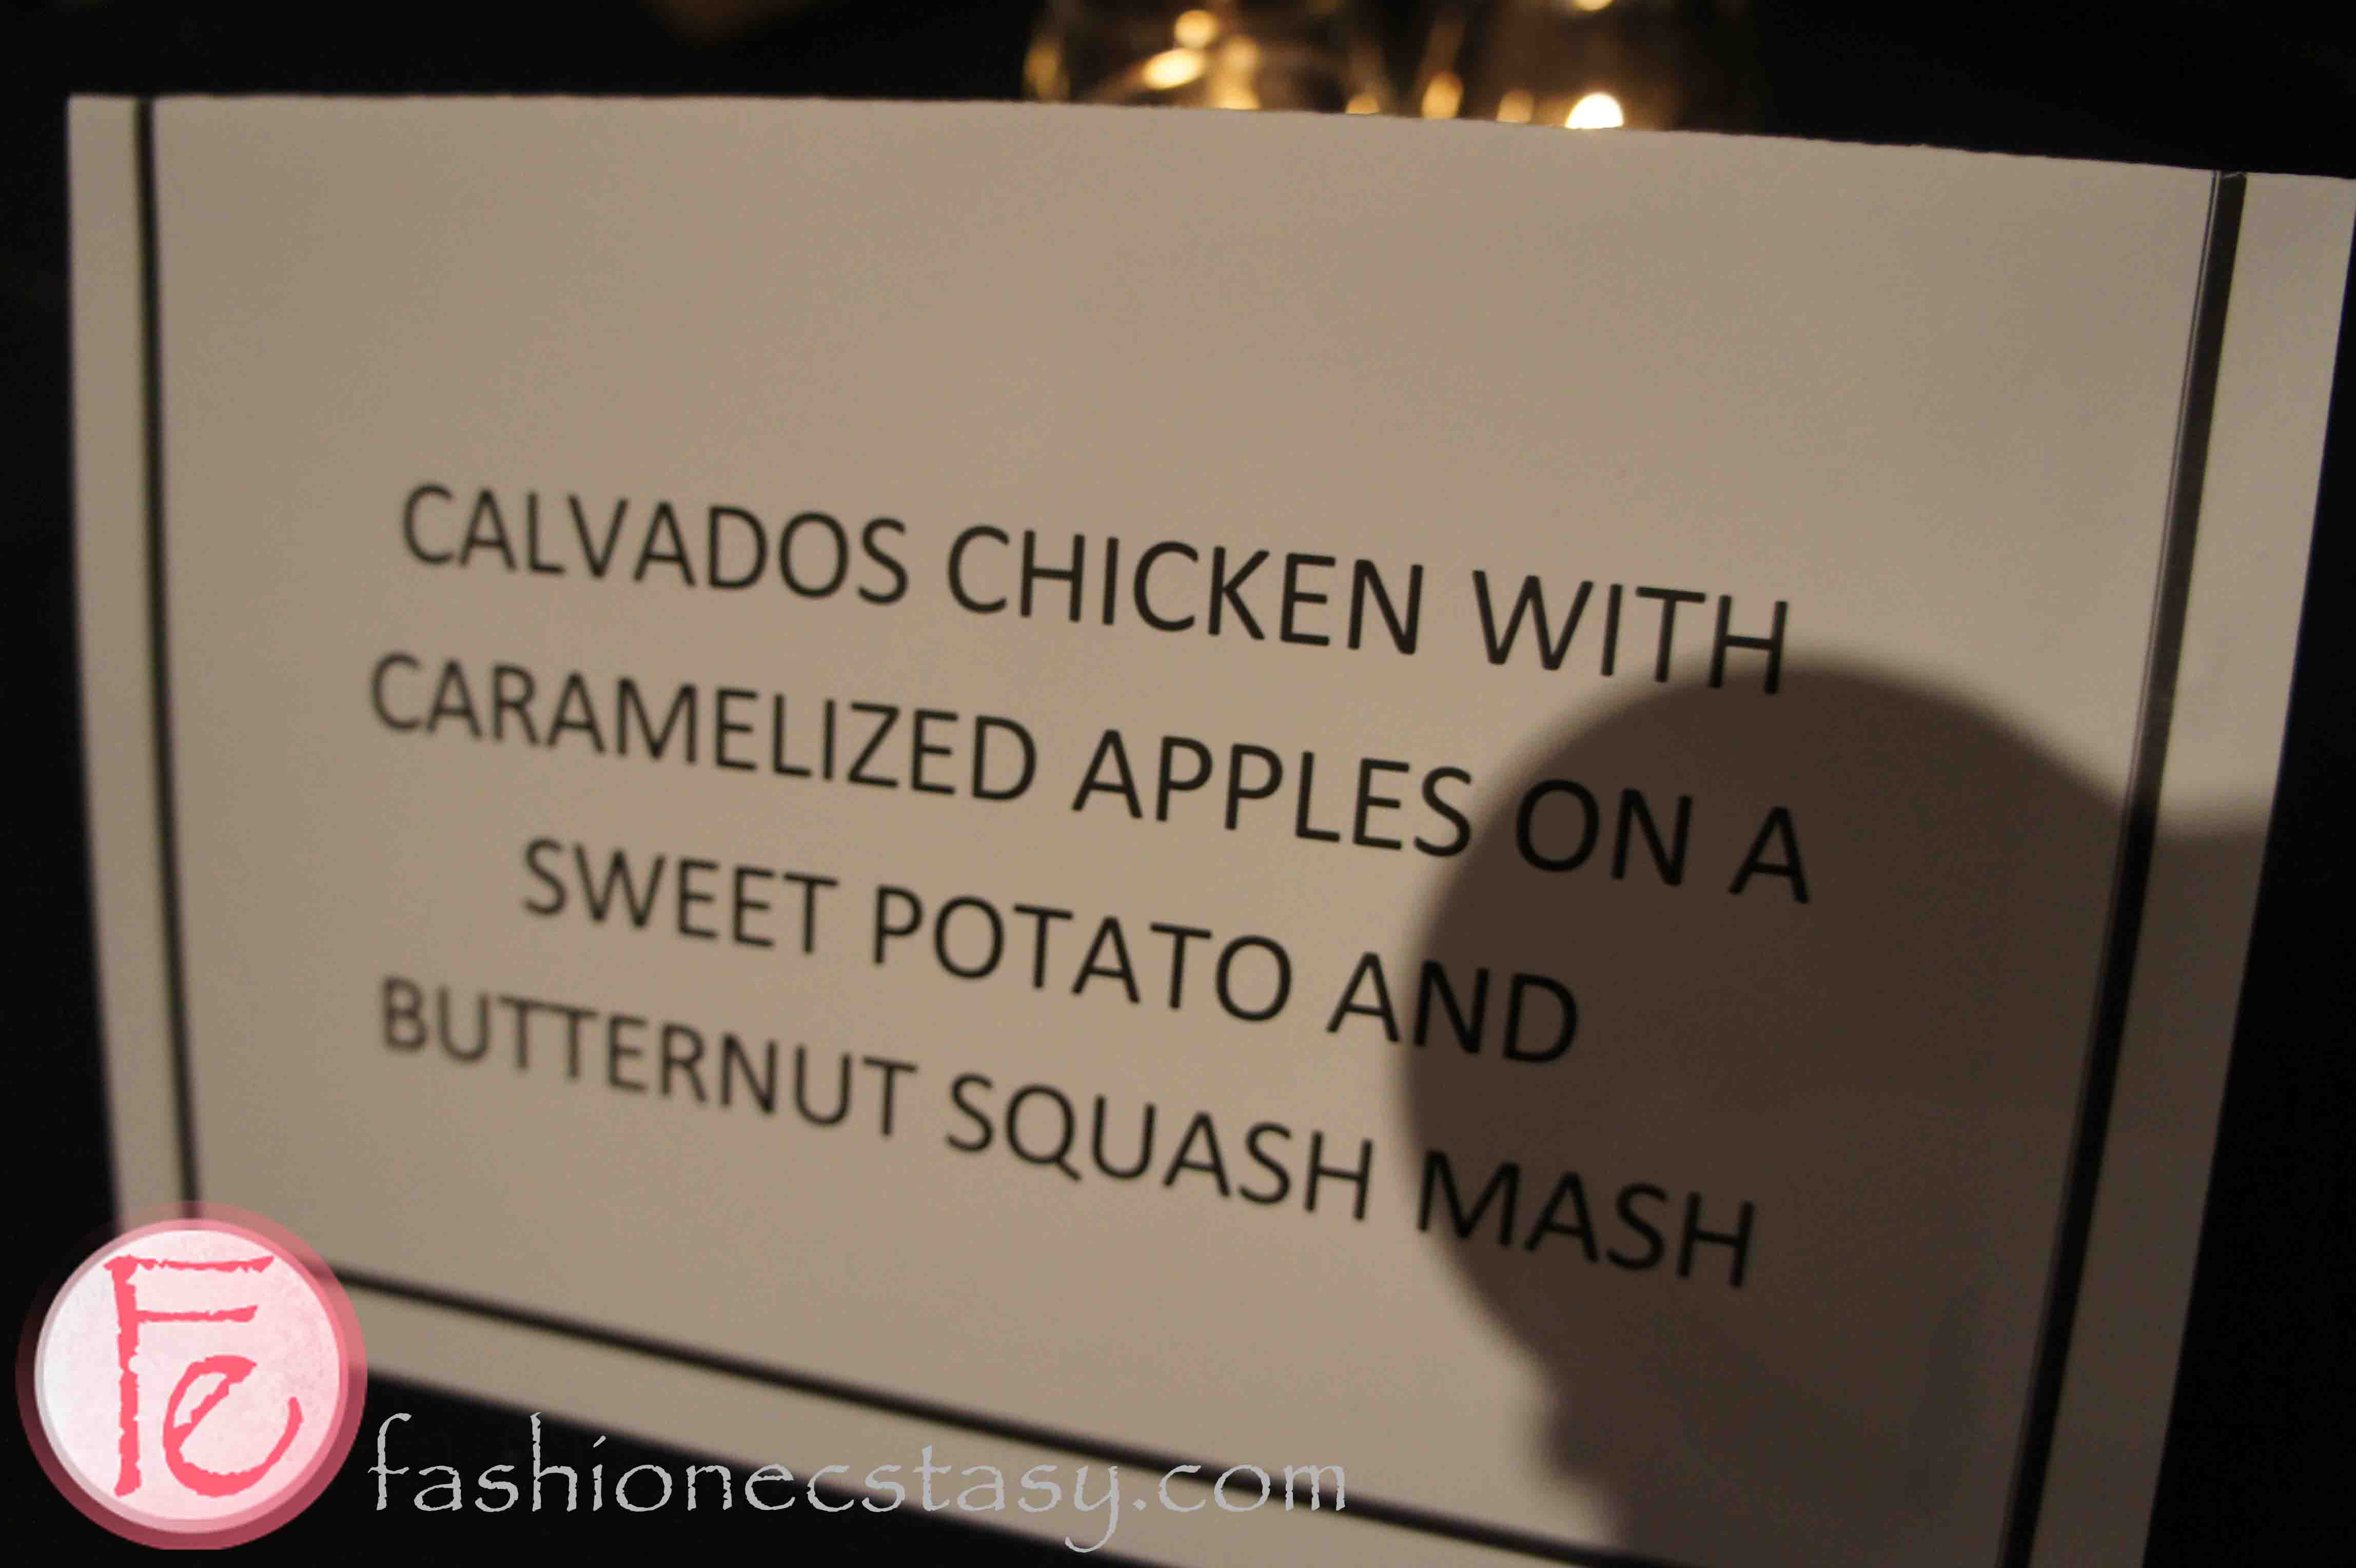 CALVADOS CHICKEN WITH
CARAMELIZED APPLES ON A
SWEET POTATO AND
BUTTERNUT SQUASH MASH
Fe
fashionecstasy.com